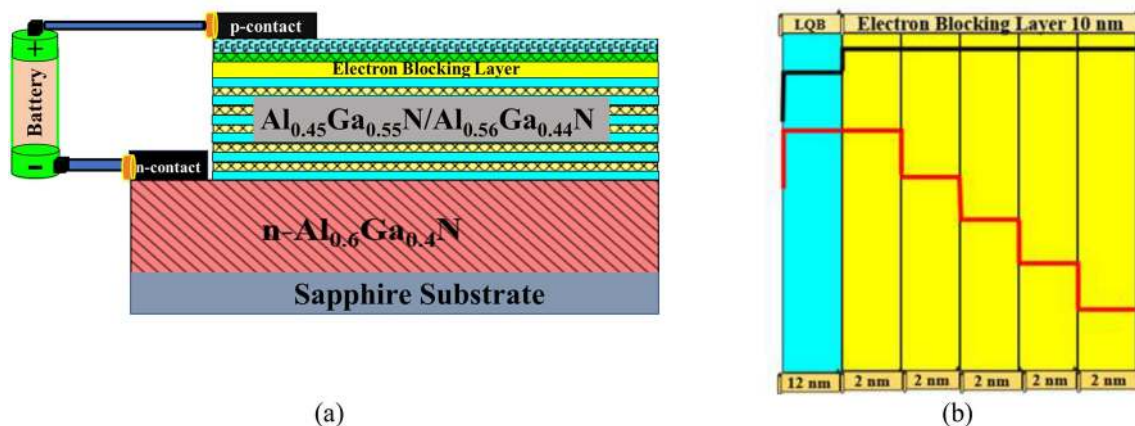 p-contact
Electron Blocking Layer
+
Battery
-
Al₀.₄₅Ga₀.₅₅N/Al₀.₅₆Ga₀.₄₄N
n-contact
n-Al₀.₆Ga₀.₄N
Sapphire Substrate
(a)
LQB Electron Blocking Layer 10 nm
12 nm 2 nm 2 nm 2 nm 2 nm 2 nm
(b)